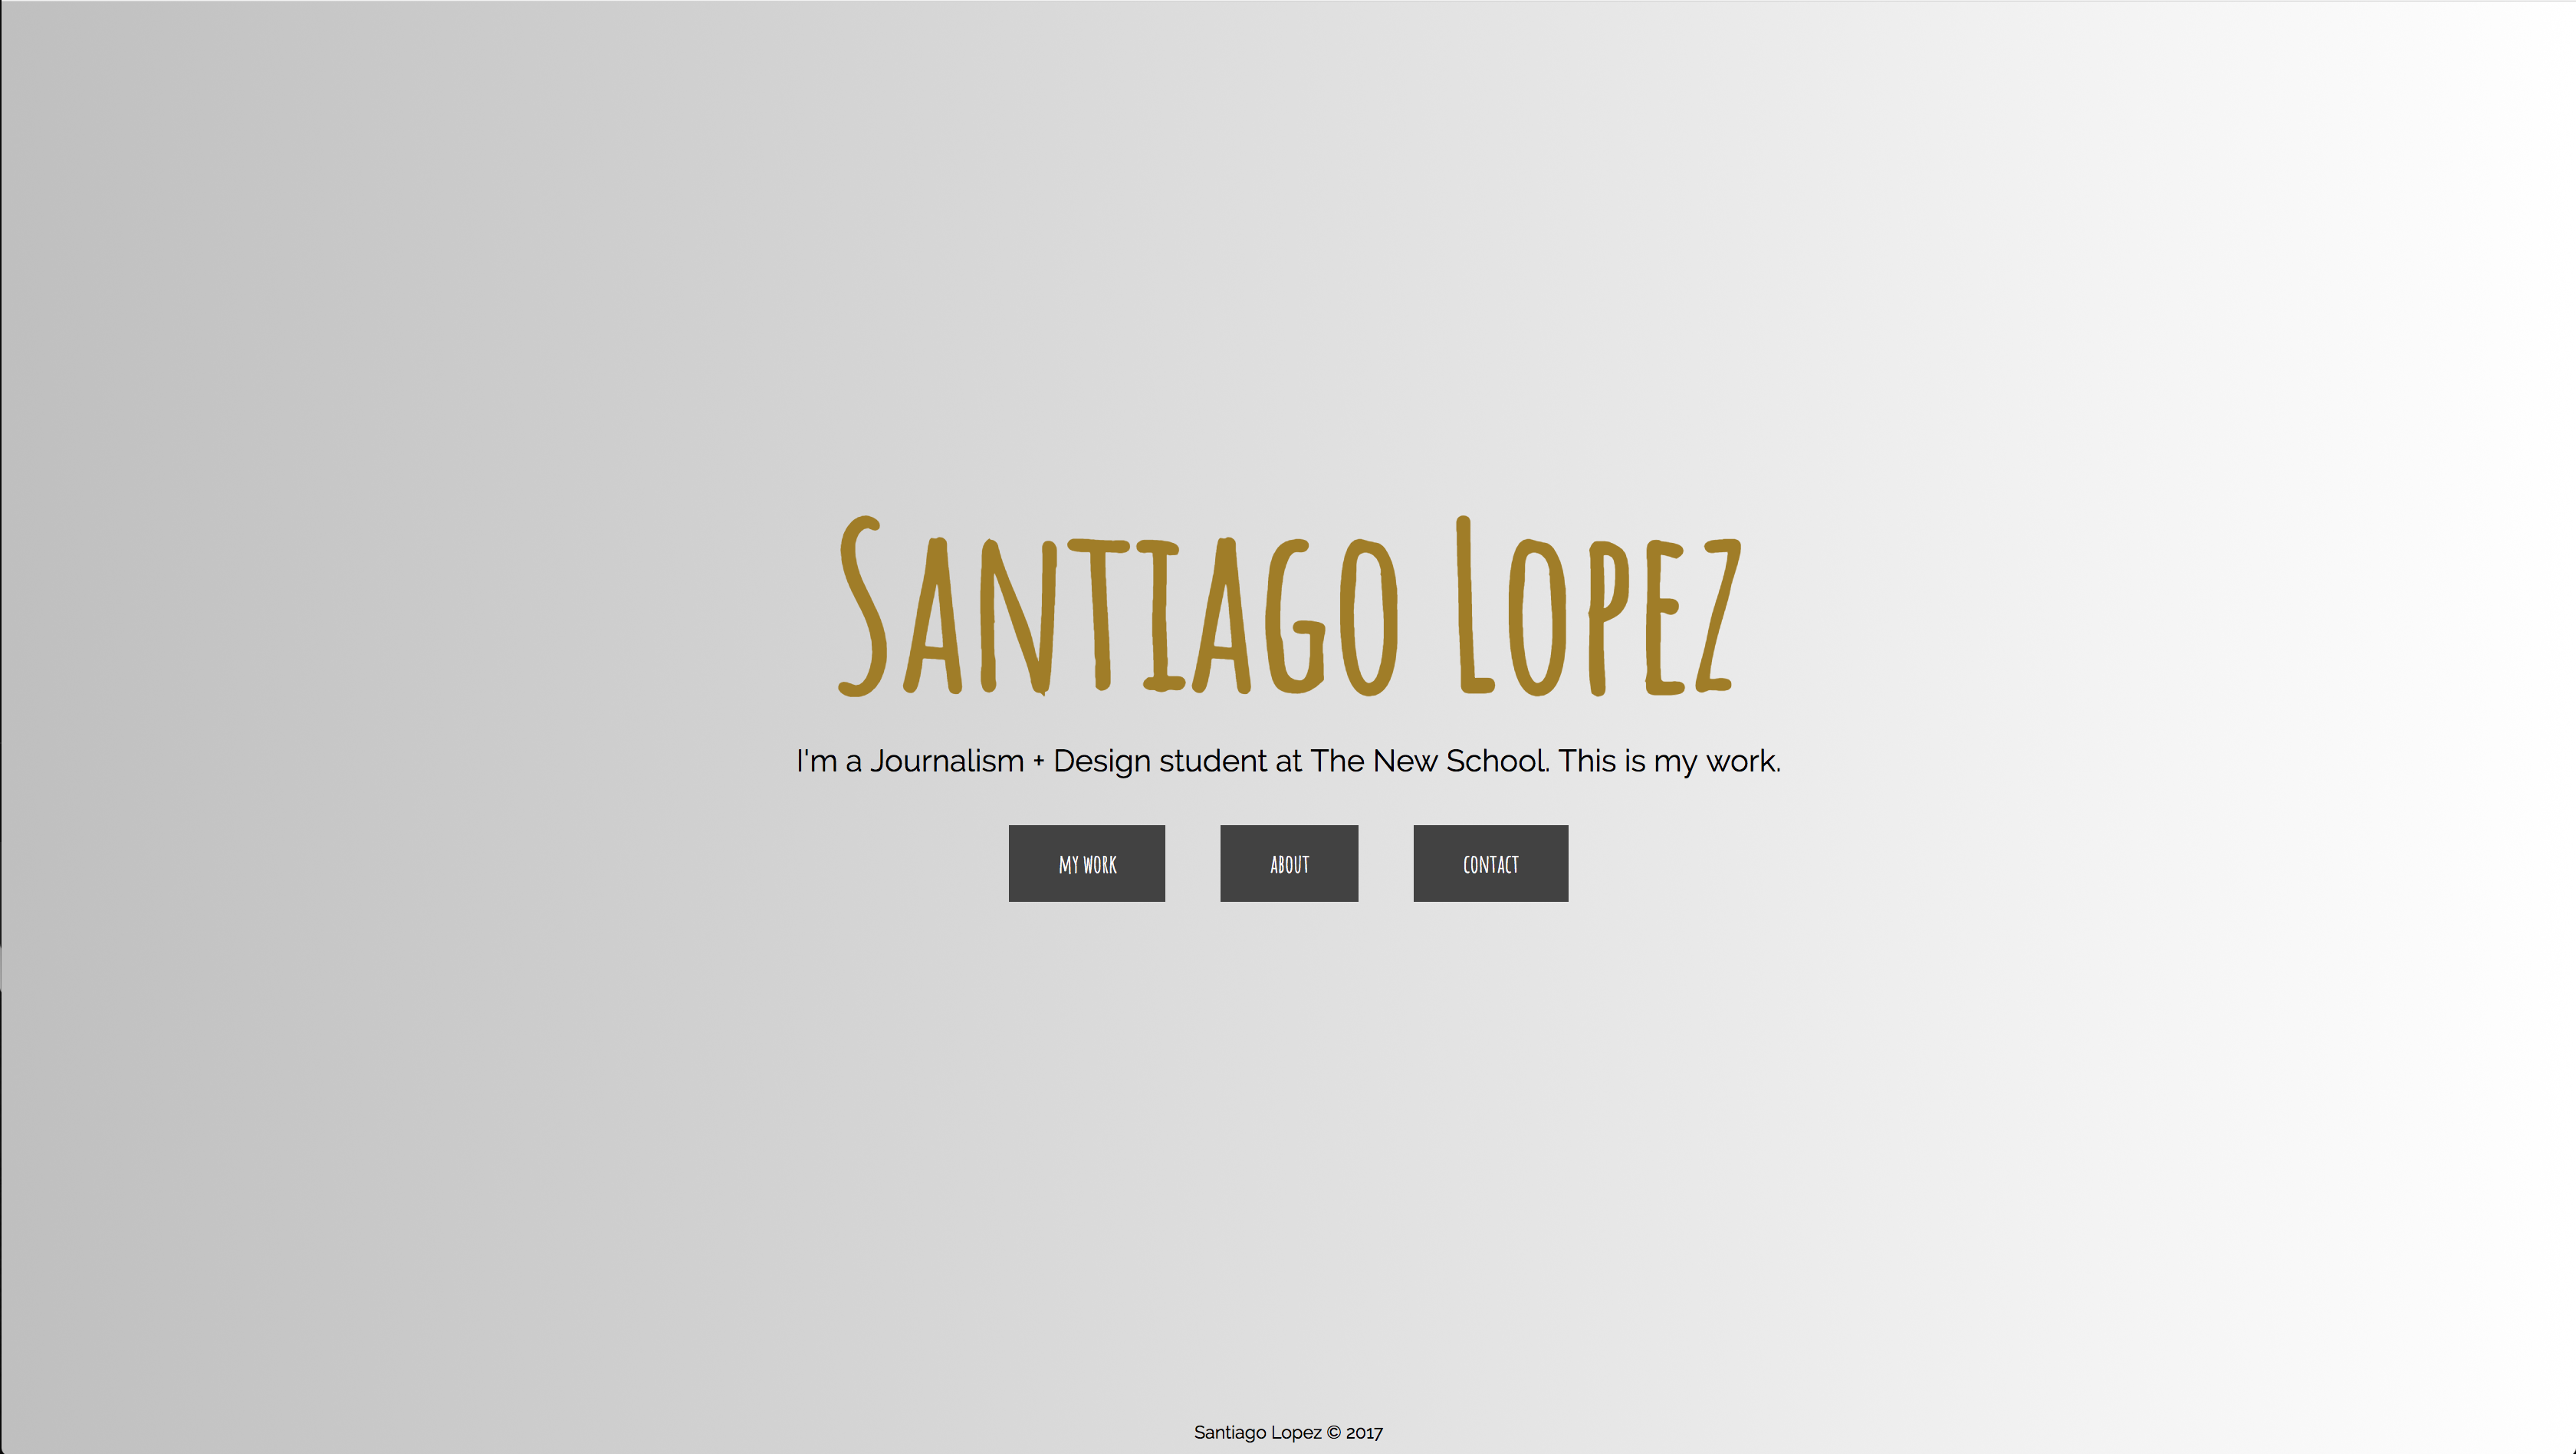 Santiago Lopez
I'm a Journalism + Design student at The New School. This is my work.
MY WORK
ABOUT
CONTACT
Santiago Lopez © 2017